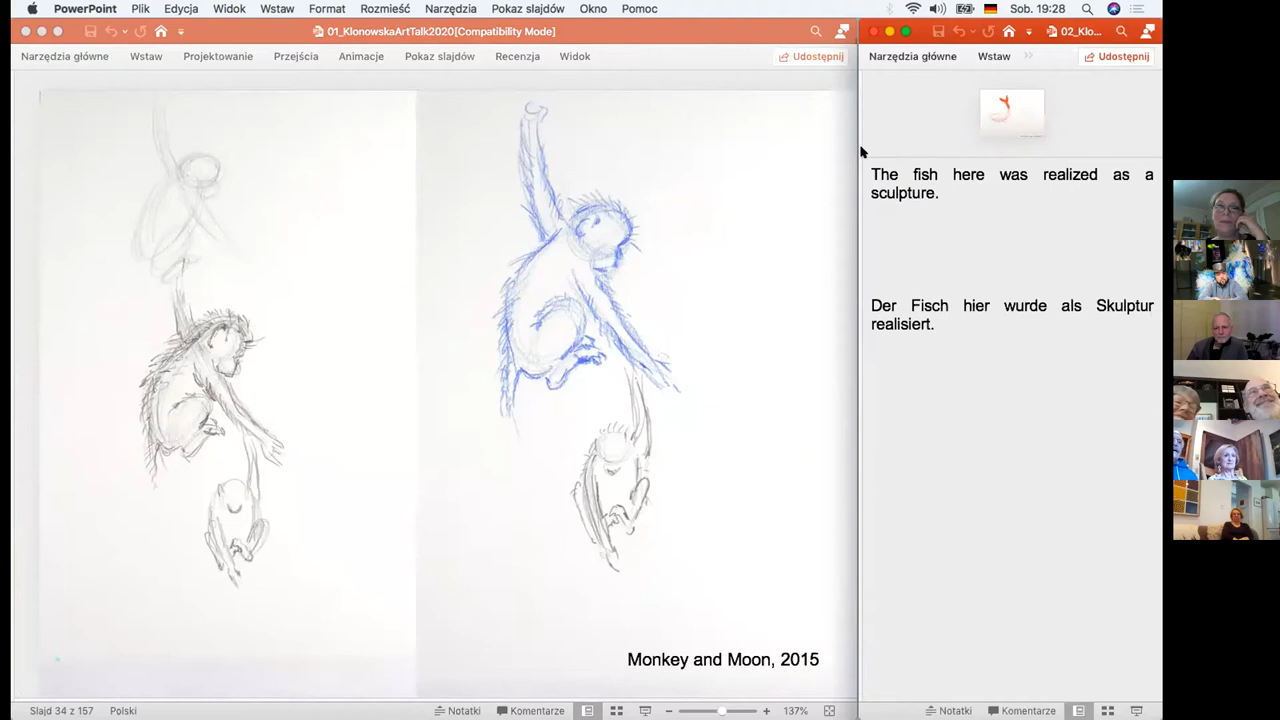 PowerPoint Plik Edycja Widok Wstaw Format Rozmieść Narzędzia Pokaz slajdów Okno Pomoc Sob. 19:28
01_KlonowskaArtTalk2020[Compatibility Mode]
02_Klo...
Narzędzia główne Wstaw Projektowanie Przejścia Animacje Pokaz slajdów Recenzja Widok Udostępnij
Narzędzia główne Wstaw Udostępnij
The fish here was realized as a
sculpture.
Der Fisch hier wurde als Skulptur
realisiert.
Monkey and Moon, 2015
Slajd 34 z 157 Polski Notatki Komentarze 137%
Notatki Komentarze